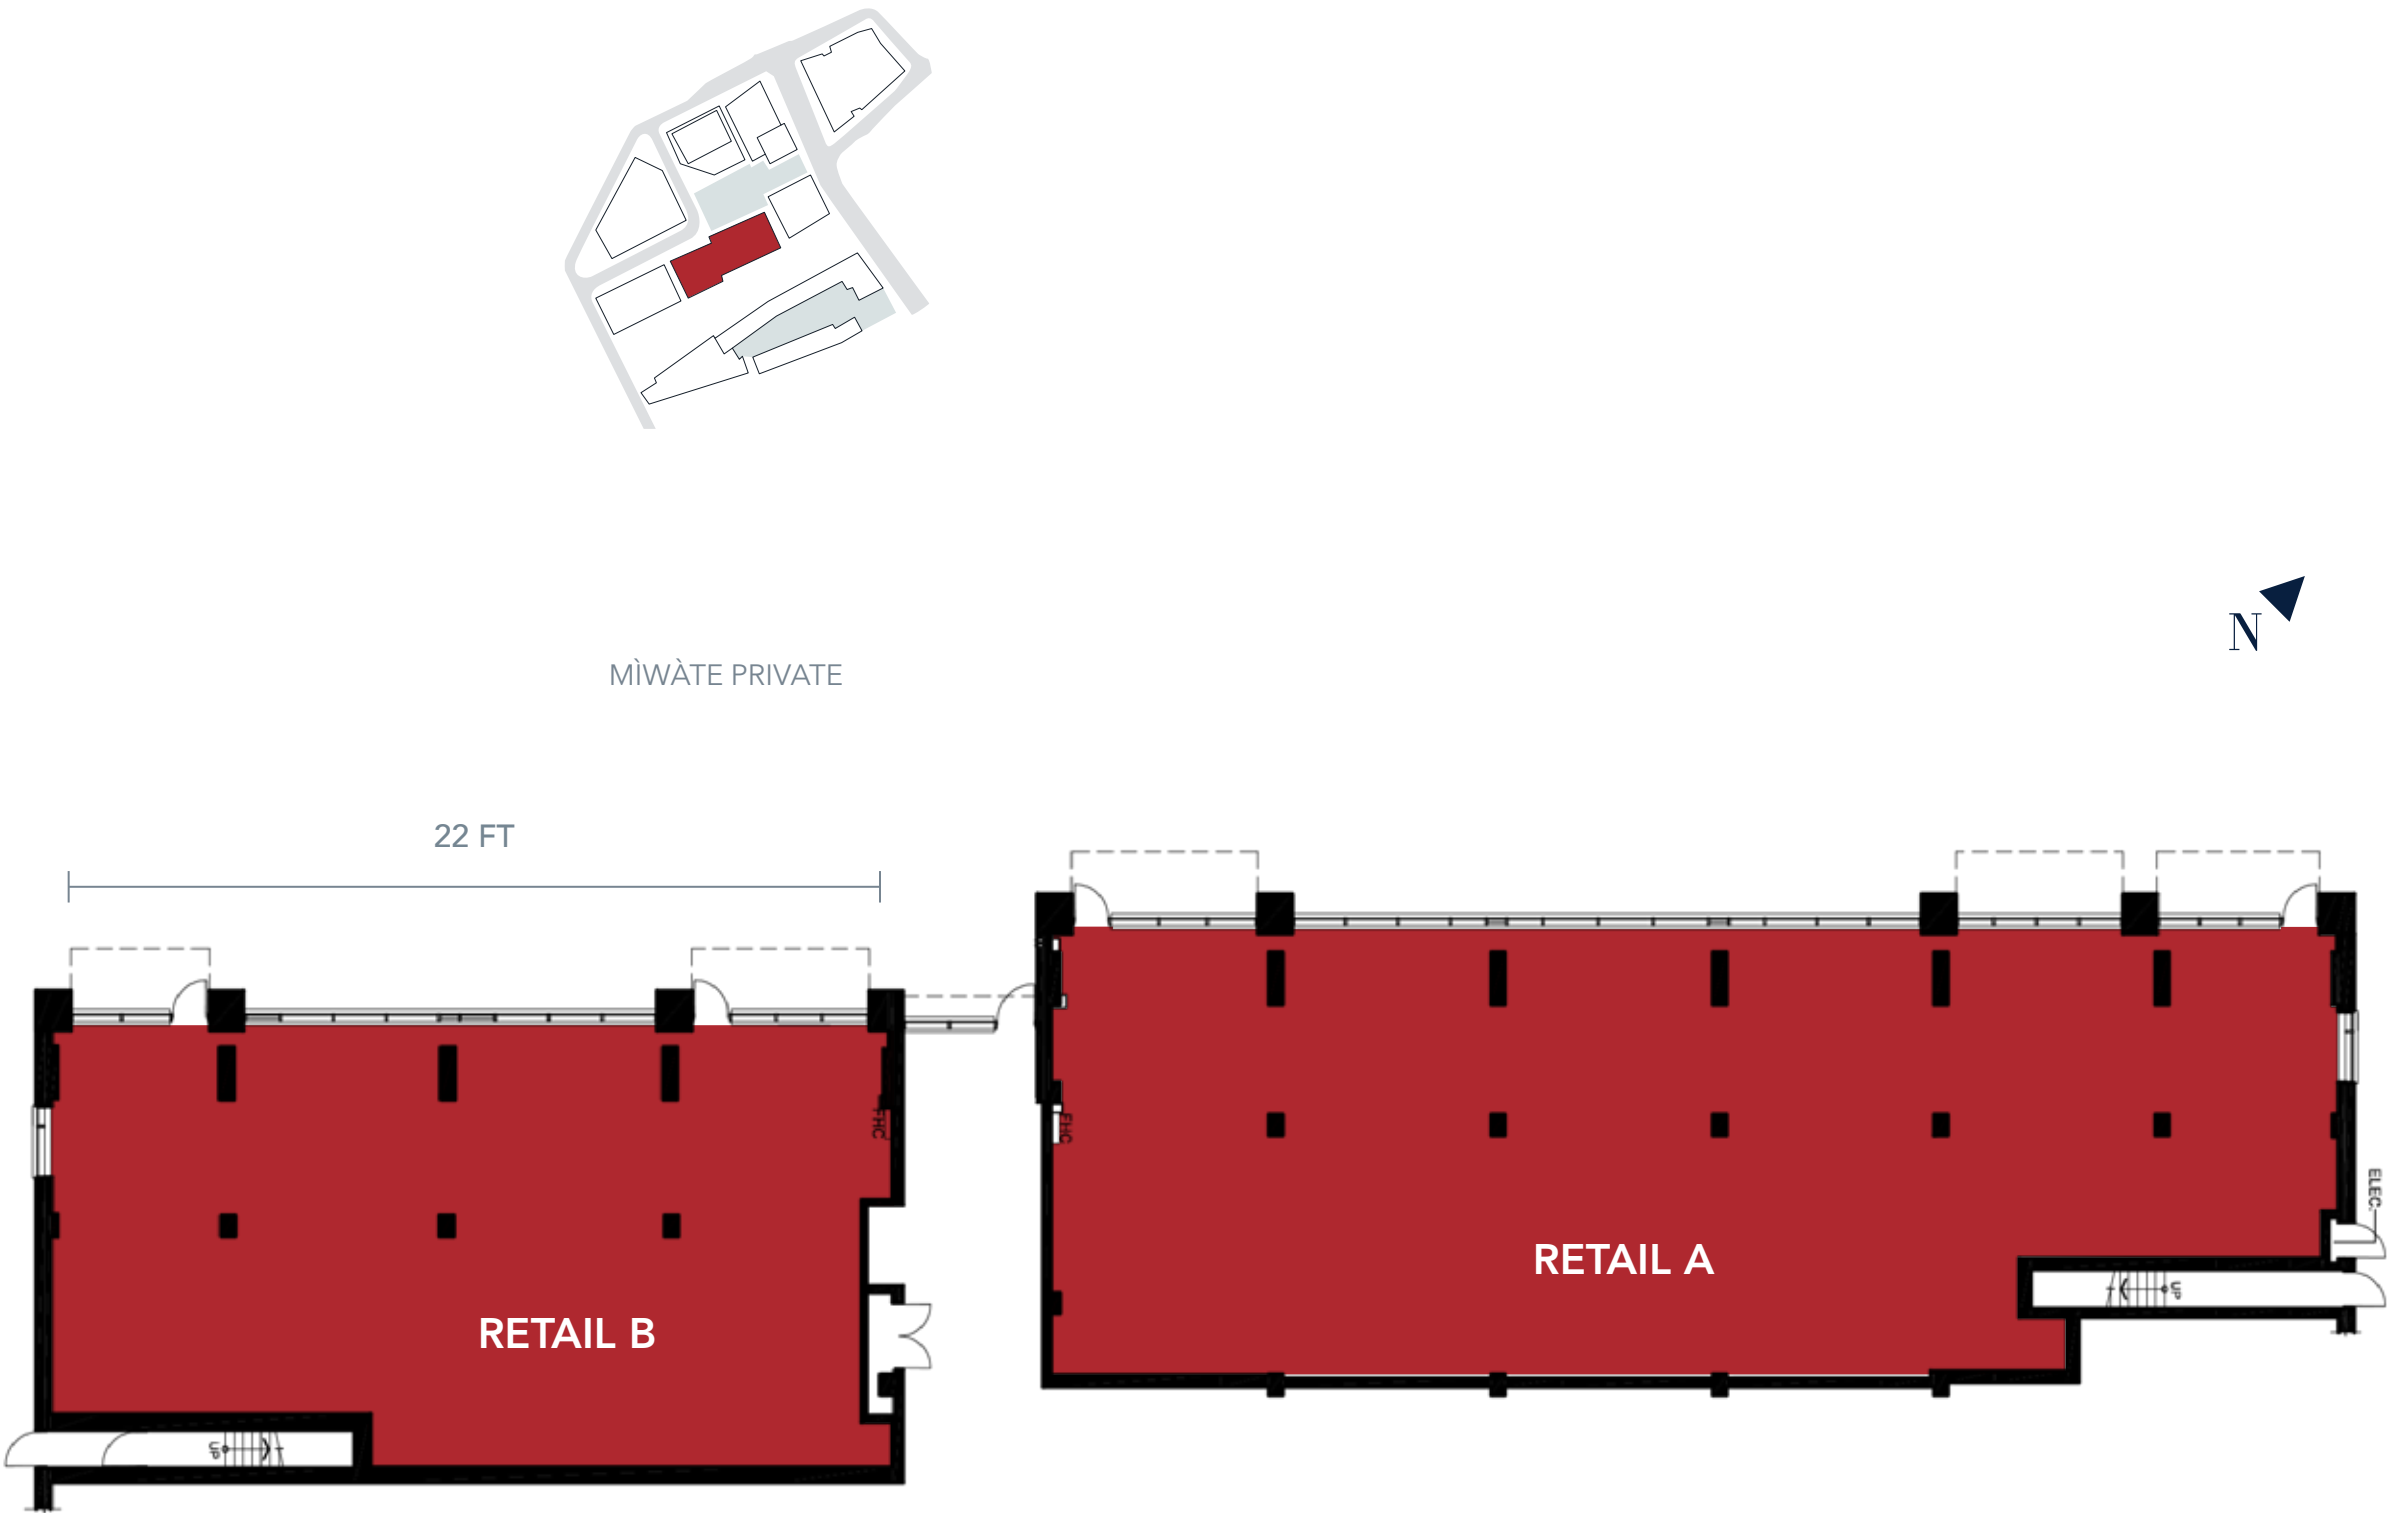 N
MÌWÀTE PRIVATE
22 FT
FHC
FHC
ELEC.
RETAIL A
UP
RETAIL B
UP